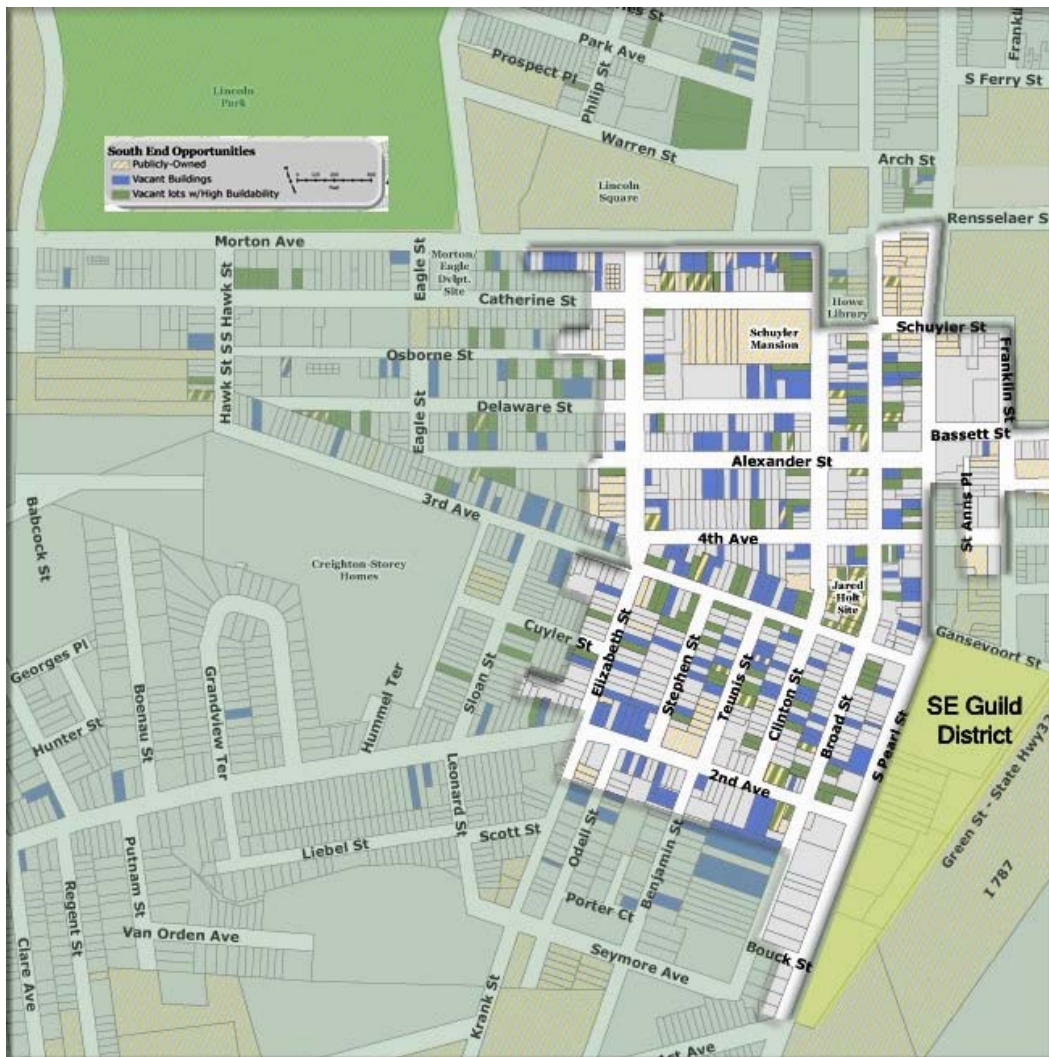 Park Ave
Prospect Pl
Philip St
Warren St
S Ferry St
Arch St
Rensselaer S
Lincoln
Park
South End Opportunities
Publicly-Owned
Vacant Buildings
Vacant lots w/High Buildability
Lincoln
Square
Morton Ave
Eagle St
Morton/
Eagle
Dvlpt.
Site
S Hawk St
Catherine St
Howe
Library
Schuyler St
Schuyler
Mansion
Franklin St
Osborne St
Hawk St S
Delaware St
Eagle St
Bassett St
Alexander St
3rd Ave
St Anns Pl
4th Ave
Babcock St
Creighton-Storey
Homes
Jared
Holt
Site
Cuyler St
Elizabeth St
Stephen St
Teunis St
Clinton St
Broad St
S Pearl St
Gansevoort St
Georges Pl
Boenau St
Grandview Ter
Hummel Ter
Sloan St
SE Guild
District
Hunter St
2nd Ave
Leonard St
Green St - State Hwy32
I 787
Scott St
Liebel St
Odell St
Benjamin St
Putnam St
Regent St
Porter Ct
Van Orden Ave
Clare Ave
Seymore Ave
Bouck St
Krank St
1st Ave